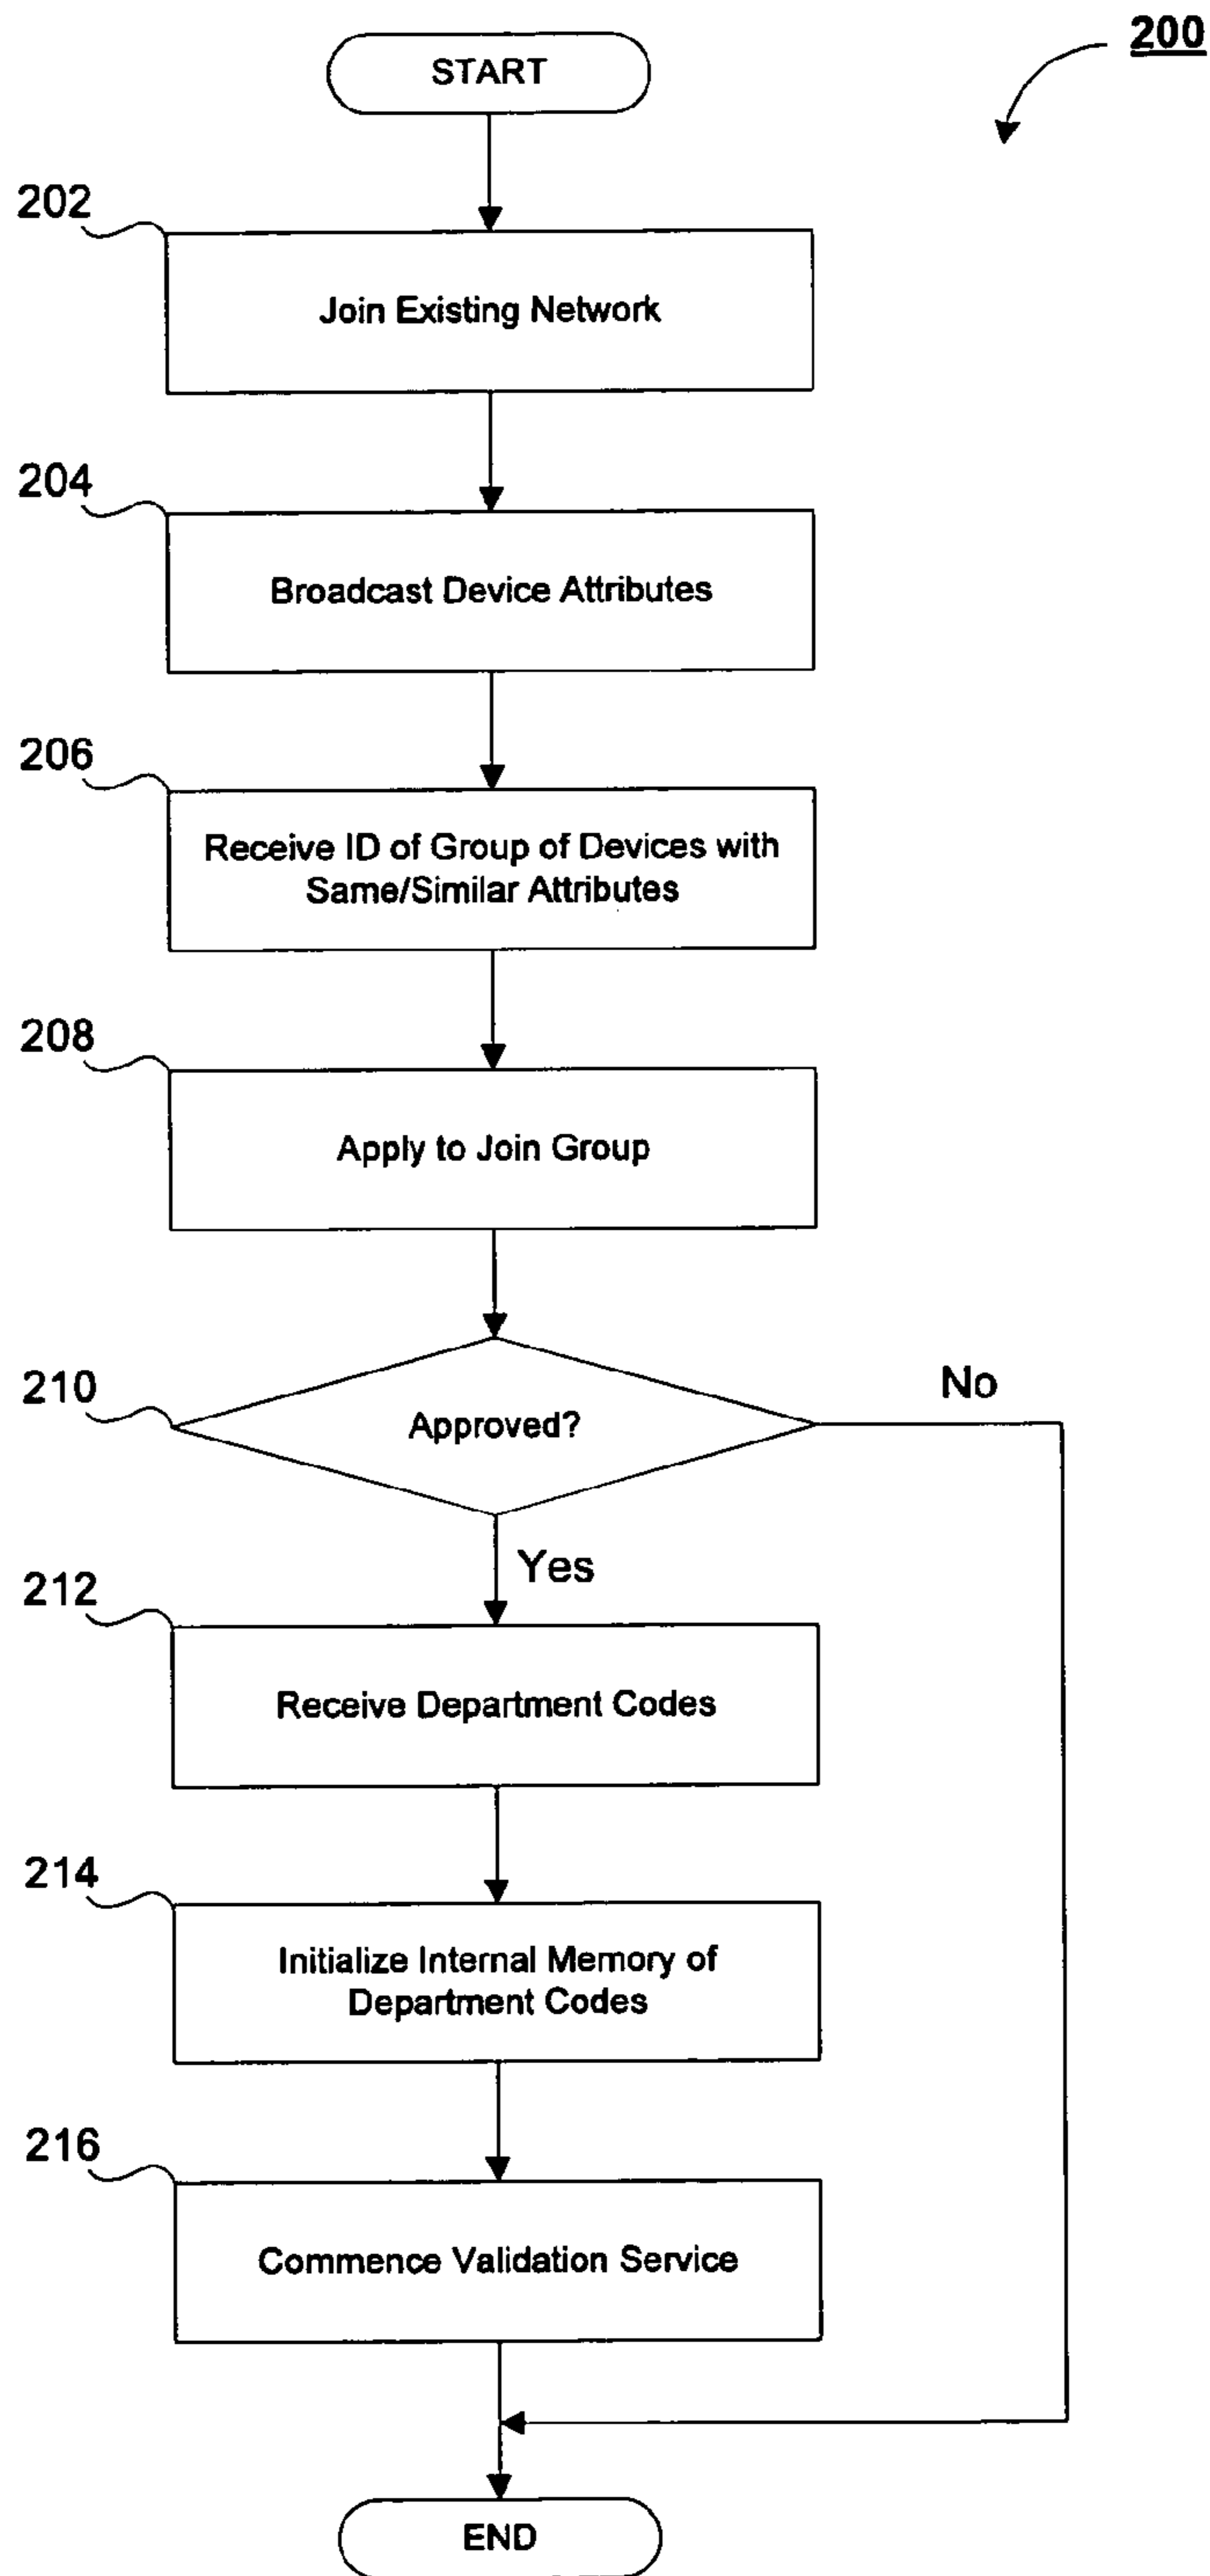 200
START
202
Join Existing Network
204
Broadcast Device Attributes
206
Receive ID of Group of Devices with
Same/Similar Attributes
208
Apply to Join Group
210
Approved?
No
Yes
212
Receive Department Codes
214
Initialize Internal Memory of
Department Codes
216
Commence Validation Service
END